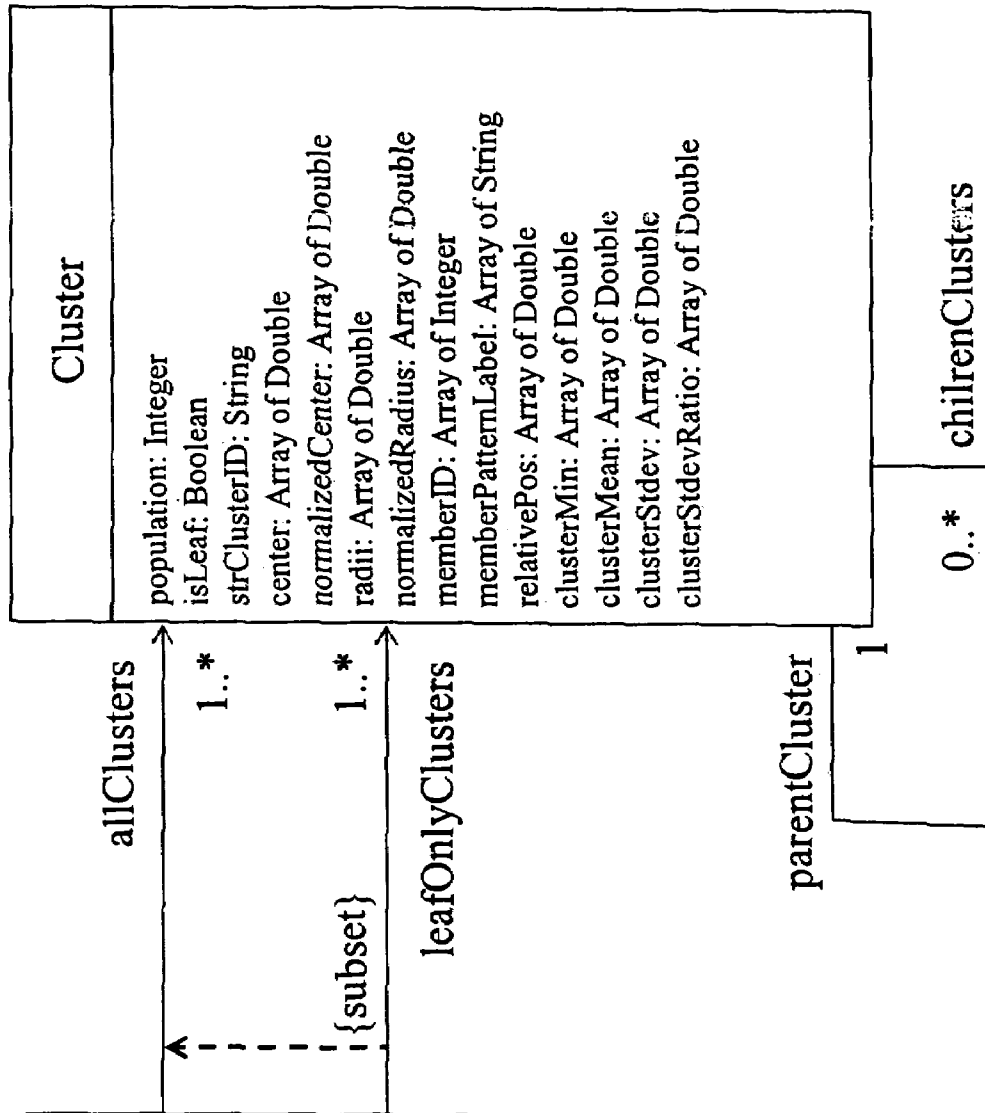 Cluster
population: Integer
isLeaf: Boolean
strClusterID: String
center: Array of Double
normalizedCenter: Array of Double
radii: Array of Double
normalizedRadius: Array of Double
memberID: Array of Integer
memberPatternLabel: Array of String
relativePos: Array of Double
clusterMin: Array of Double
clusterMean: Array of Double
clusterStdev: Array of Double
clusterStdevRatio: Array of Double
allClusters
1..*
{subset}
1..*
leafOnlyClusters
parentCluster
1
0..*
chilrenClusters